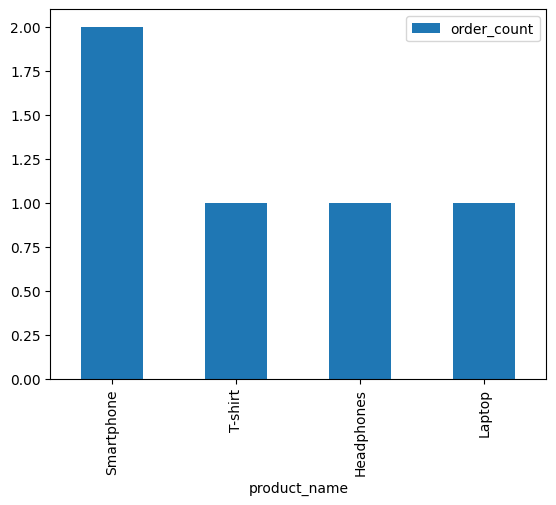 order_count
2.00
1.75
1.50
1.25
1.00
0.75
0.50
0.25
0.00
Smartphone
T-shirt
Headphones
Laptop
product_name